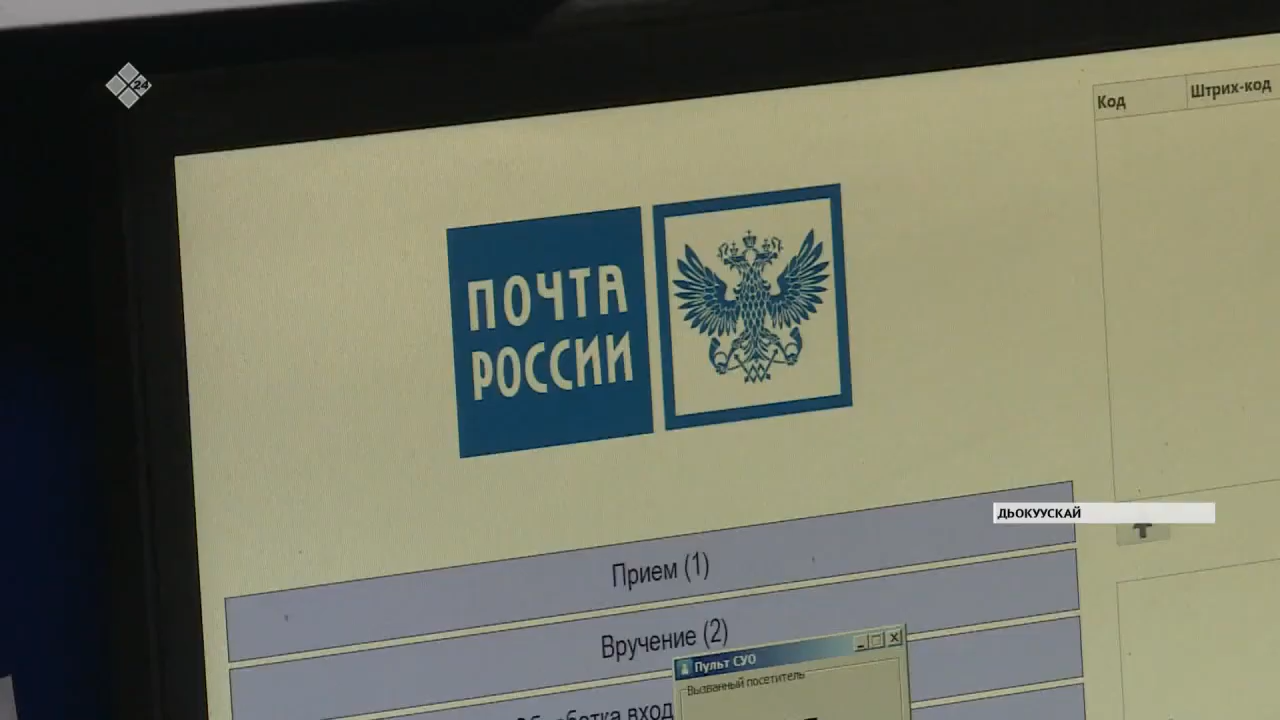 24
Код
Штрих-код
ПОЧТА
РОССИИ
ДЬОКУУСКАЙ
Прием (1)
Вручение (2)
Пульт СУО
Вызванный посетитель